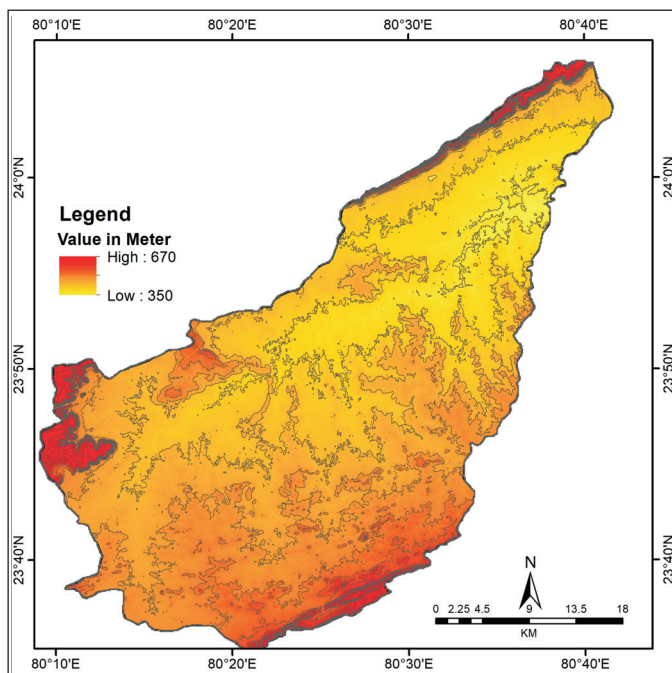 80°10'E 80°20'E 80°30'E 80°40'E
24°0'N 24°0'N
Legend
Value in Meter
High : 670
Low : 350
23°50'N 23°50'N
23°40'N 23°40'N
N
0 2.25 4.5 9 13.5 18
KM
80°10'E 80°20'E 80°30'E 80°40'E